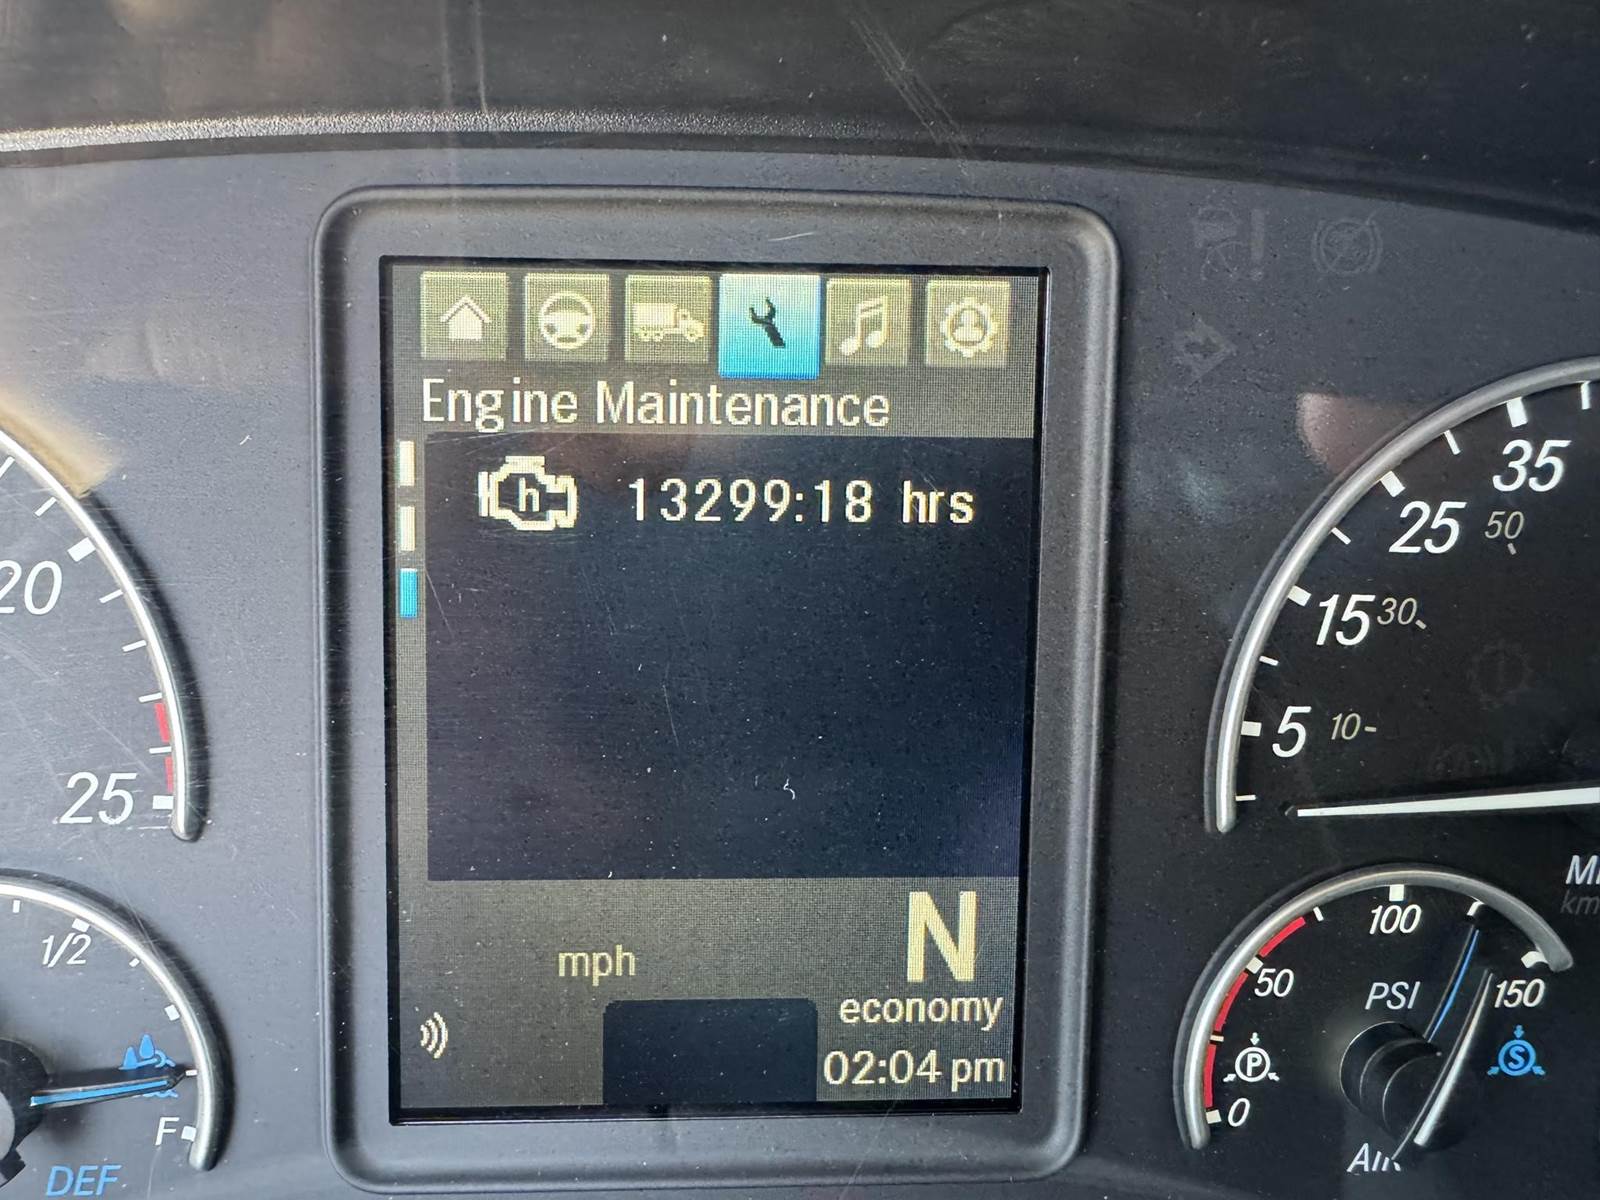 Engine Maintenance
h
13299:18 hrs
mph
N
economy
02:04 pm
20
25
1/2
F
DEF
35
25
50
15
30
5
10
100
50
PSI
150
P
S
0